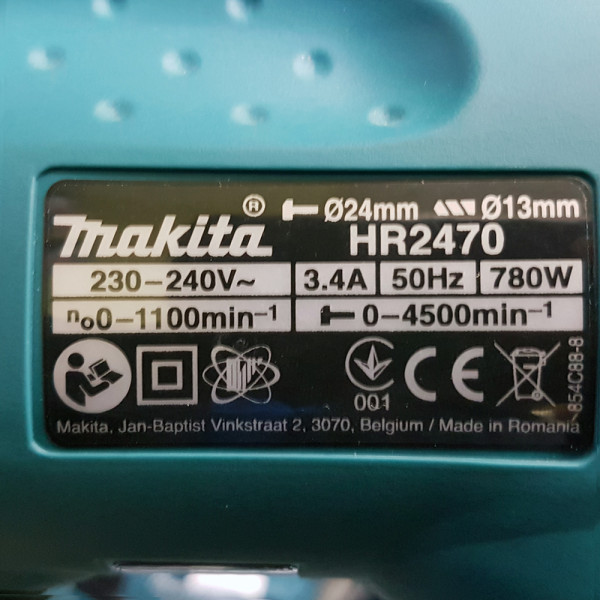 Makita® Ø24mm Ø13mm
HR2470
230-240V~ 3.4A 50Hz 780W
no0-1100min-1 0-4500min-1
001
854C88-8
Makita, Jan-Baptist Vinkstraat 2, 3070, Belgium / Made in Romania